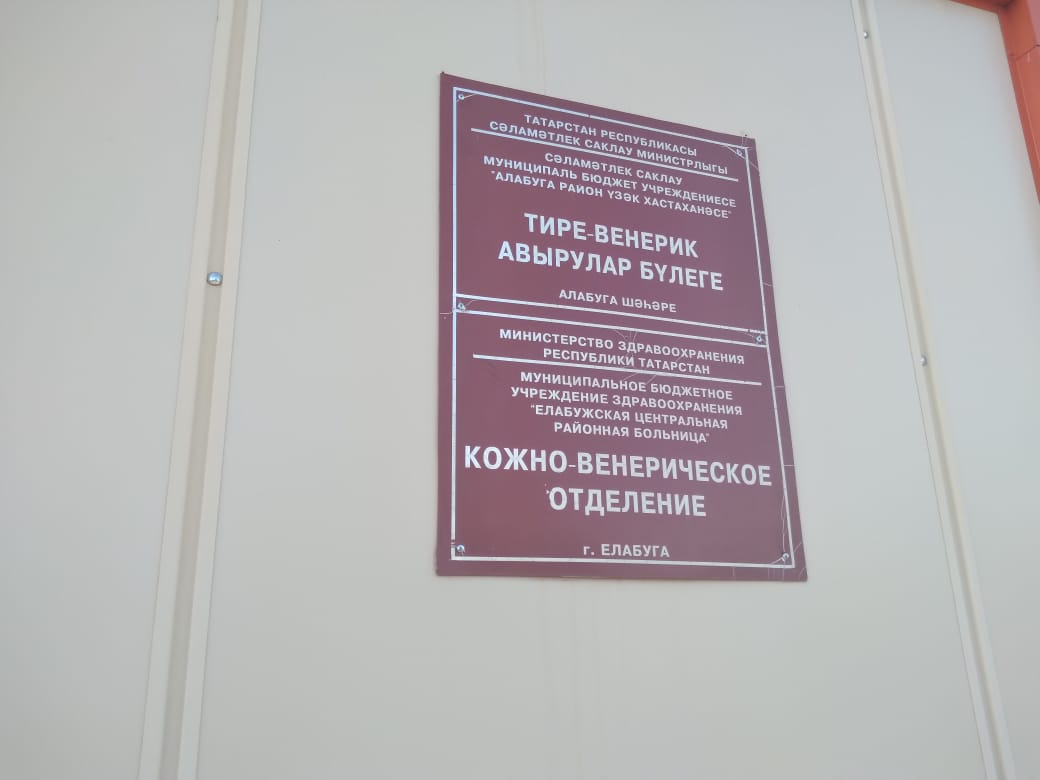 ТАТАРСТАН РЕСПУБЛИКАСЫ
СӘЛАМӘТЛЕК САКЛАУ МИНИСТРЛЫГЫ
СӘЛАМӘТЛЕК САКЛАУ
МУНИЦИПАЛЬ БЮДЖЕТ УЧРЕЖДЕНИЕСЕ
"АЛАБУГА РАЙОН ҮЗӘК ХАСТАХАНӘСЕ"
ТИРЕ-ВЕНЕРИК
АВЫРУЛАР БҮЛЕГЕ
АЛАБУГА ШӘҺӘРЕ
МИНИСТЕРСТВО ЗДРАВООХРАНЕНИЯ
РЕСПУБЛИКИ ТАТАРСТАН
МУНИЦИПАЛЬНОЕ БЮДЖЕТНОЕ
УЧРЕЖДЕНИЕ ЗДРАВООХРАНЕНИЯ
"ЕЛАБУЖСКАЯ ЦЕНТРАЛЬНАЯ
РАЙОННАЯ БОЛЬНИЦА"
КОЖНО-ВЕНЕРИЧЕСКОЕ
ОТДЕЛЕНИЕ
г. ЕЛАБУГА